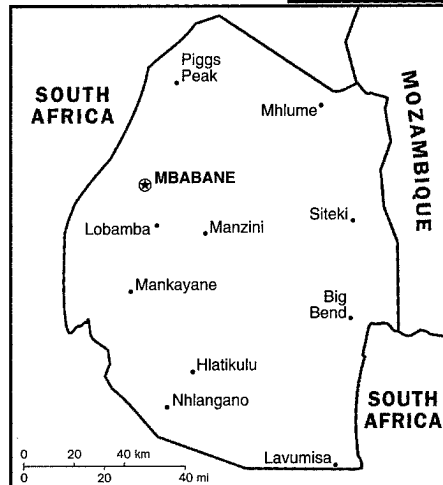 Piggs
Peak
SOUTH
AFRICA
Mhlume
MOZAMBIQUE
MBABANE
Lobamba
Manzini
Siteki
Mankayane
Big
Bend
Hlatikulu
Nhlangano
SOUTH
AFRICA
Lavumisa
0 20 40 km
0 20 40 mi